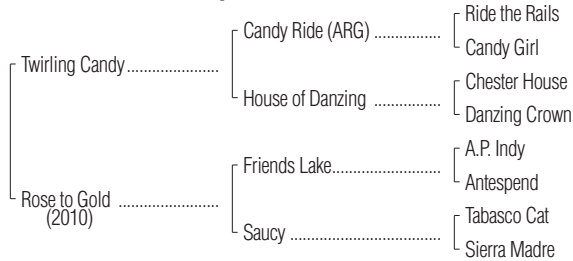 Ride the Rails
Candy Ride (ARG) ................
Candy Girl
Twirling Candy ......................
Chester House
House of Danzing ................
Danzing Crown
A.P. Indy
Friends Lake..........................
Antespend
Rose to Gold ........................
(2010)
Tabasco Cat
Saucy ....................................
Sierra Madre